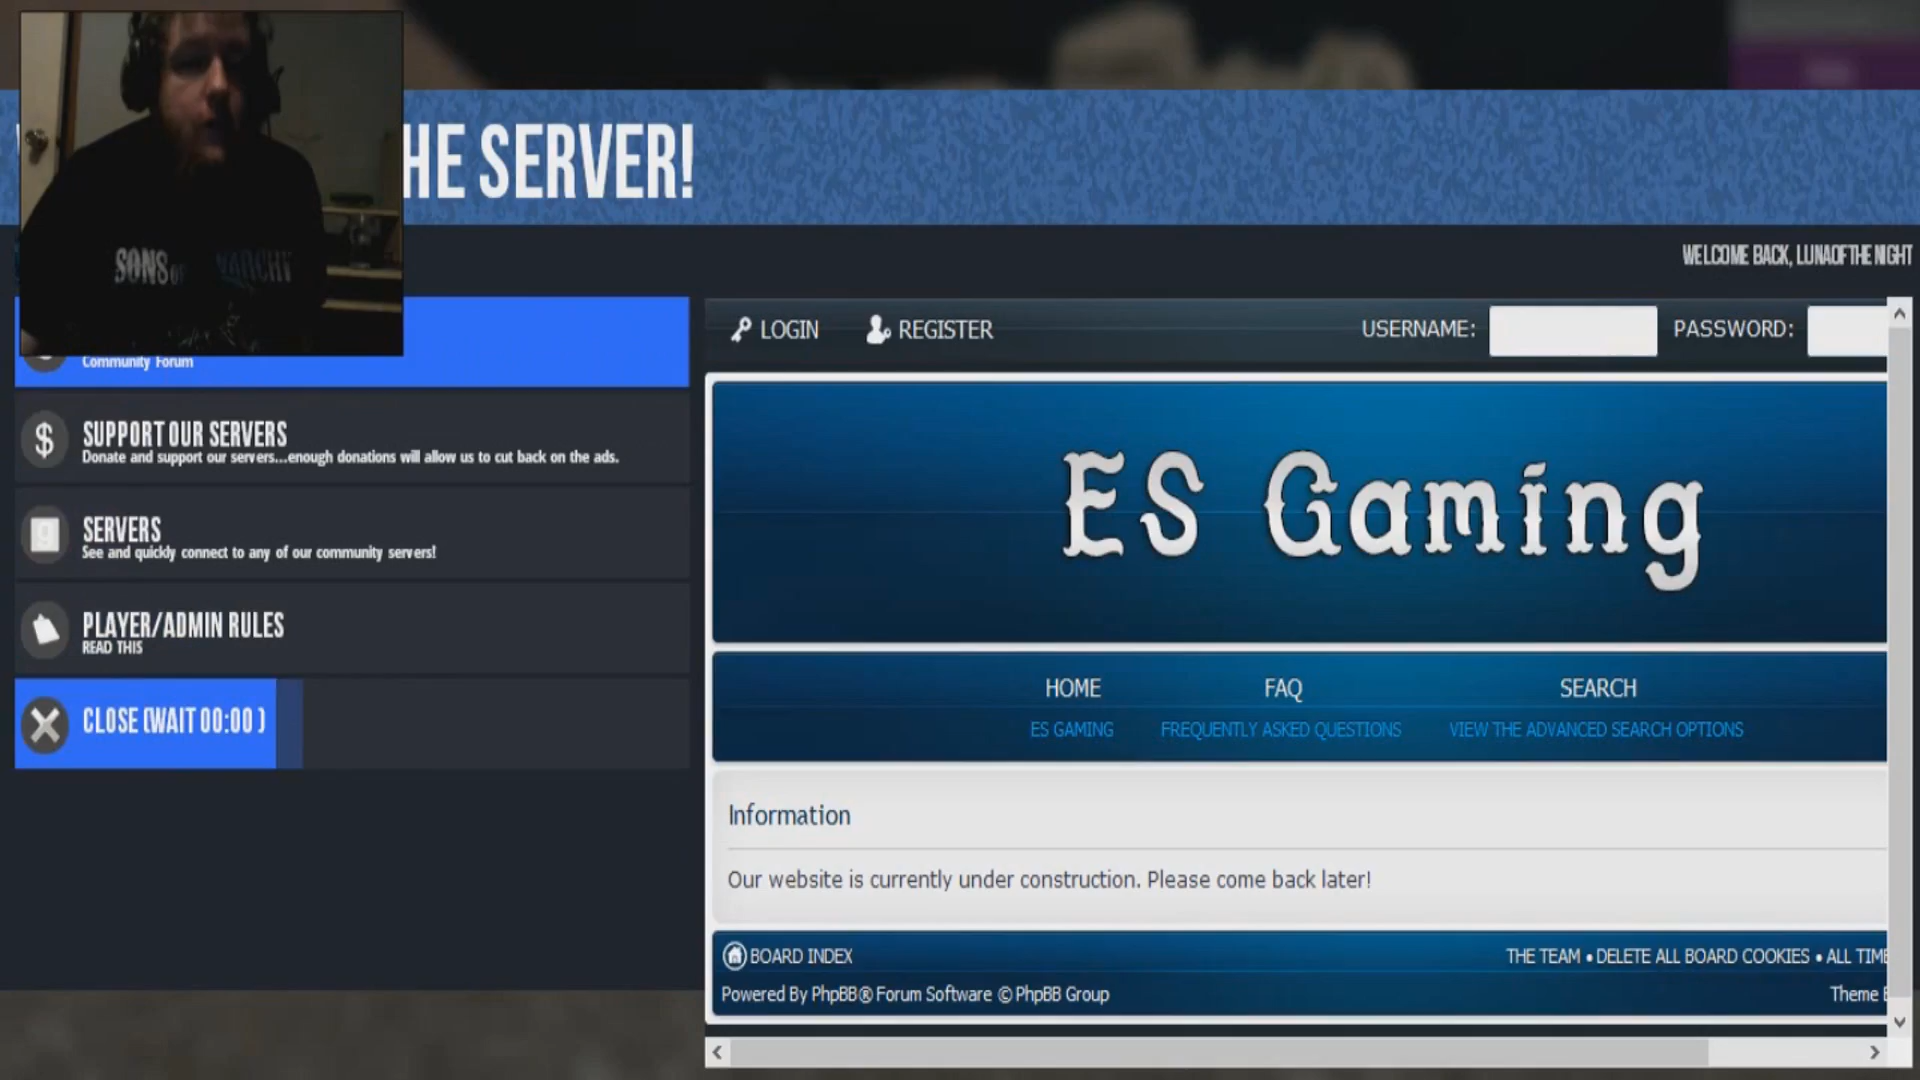 HE SERVER!
WELCOME BACK, LUNAOFTHENIGHT
SONS OF ANARCHY
Community Forum
SUPPORT OUR SERVERS
Donate and support our servers...enough donations will allow us to cut back on the ads.
SERVERS
See and quickly connect to any of our community servers!
PLAYER/ADMIN RULES
READ THIS
CLOSE (WAIT 00:00 )
LOGIN REGISTER USERNAME: PASSWORD:
ES Gaming
HOME FAQ SEARCH
ES GAMING FREQUENTLY ASKED QUESTIONS VIEW THE ADVANCED SEARCH OPTIONS
Information
Our website is currently under construction. Please come back later!
BOARD INDEX THE TEAM • DELETE ALL BOARD COOKIES • ALL TIME
Powered By PhpBB® Forum Software © PhpBB Group Theme